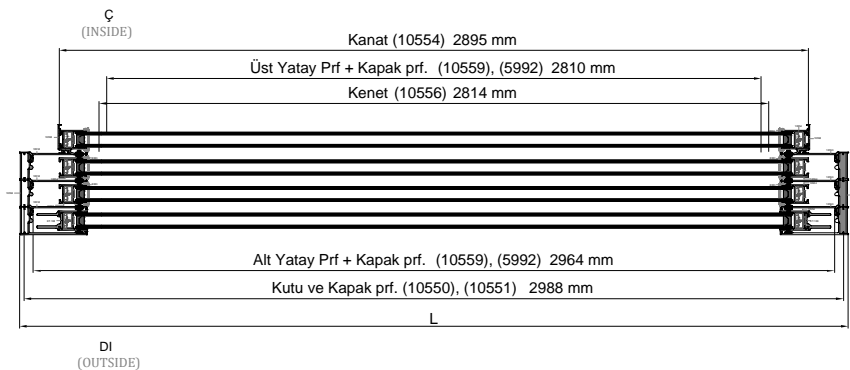 Ç
(INSIDE)
Kanat (10554) 2895 mm
Üst Yatay Prf + Kapak prf. (10559), (5992) 2810 mm
Kenet (10556) 2814 mm
Alt Yatay Prf + Kapak prf. (10559), (5992) 2964 mm
Kutu ve Kapak prf. (10550), (10551) 2988 mm
L
DI
(OUTSIDE)